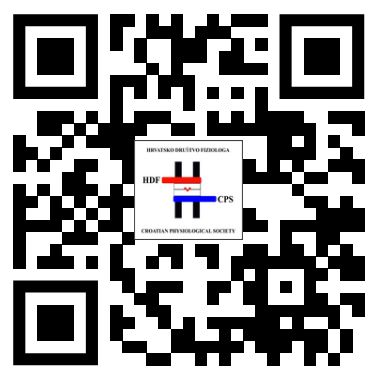 HRVATSKO DRUŠTVO FIZIOLOGA
HDF
CPS
CROATIAN PHYSIOLOGICAL SOCIETY